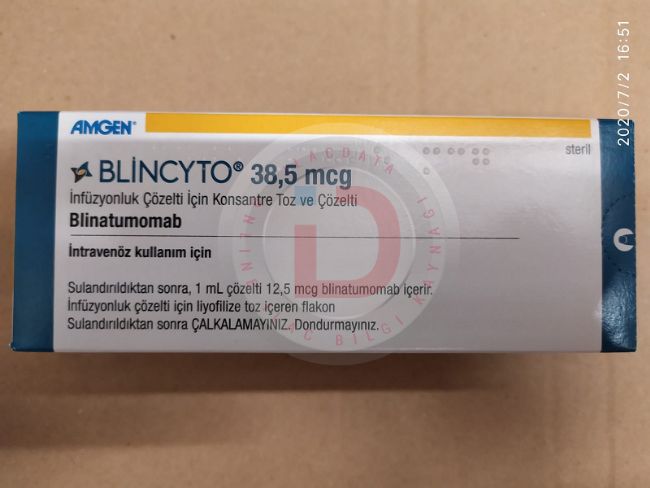 AMGEN®
steril
BLİNCYTO® 38,5 mcg
İnfüzyonluk Çözelti İçin Konsantre Toz ve Çözelti
Blinatumomab
İntravenöz kullanım için
Sulandırıldıktan sonra, 1 mL çözelti 12,5 mcg blinatumomab içerir.
İnfüzyonluk çözelti için liyofilize toz içeren flakon
Sulandırıldıktan sonra ÇALKALAMAYINIZ. Dondurmayınız.
2020/7/2 16:51